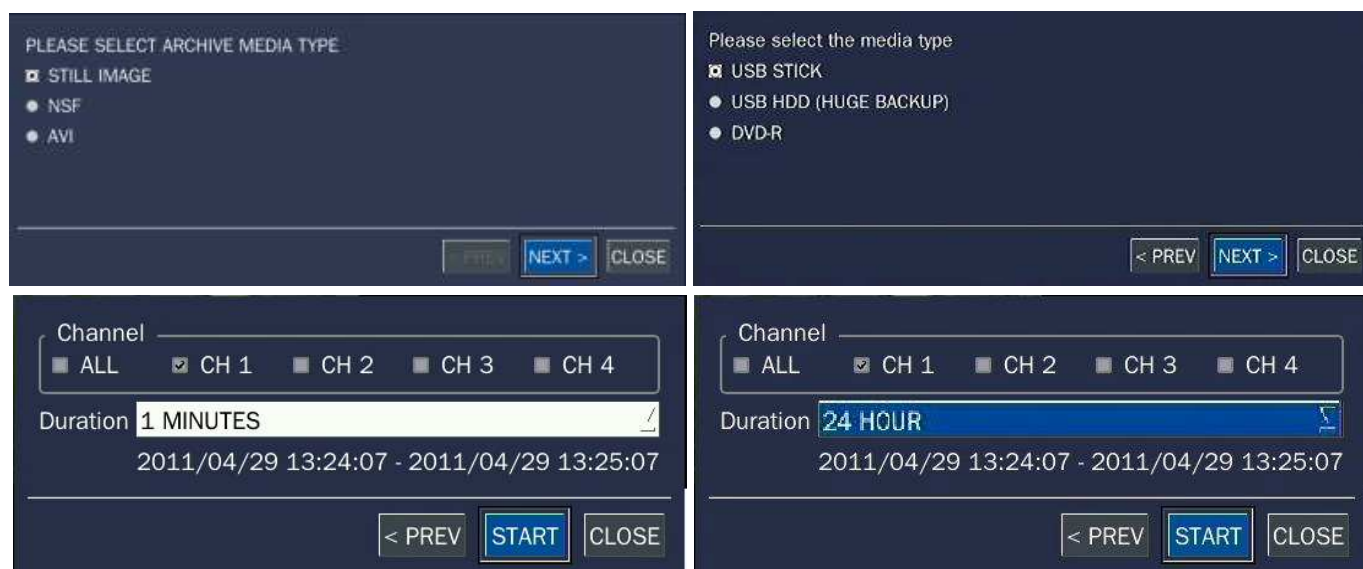 PLEASE SELECT ARCHIVE MEDIA TYPE
STILL IMAGE
NSF
AVI
< PREV NEXT > CLOSE
Please select the media type
USB STICK
USB HDD (HUGE BACKUP)
DVD-R
< PREV NEXT > CLOSE
Channel
ALL CH 1 CH 2 CH 3 CH 4
Duration 1 MINUTES
2011/04/29 13:24:07 - 2011/04/29 13:25:07
< PREV START CLOSE
Channel
ALL CH 1 CH 2 CH 3 CH 4
Duration 24 HOUR
2011/04/29 13:24:07 - 2011/04/29 13:25:07
< PREV START CLOSE